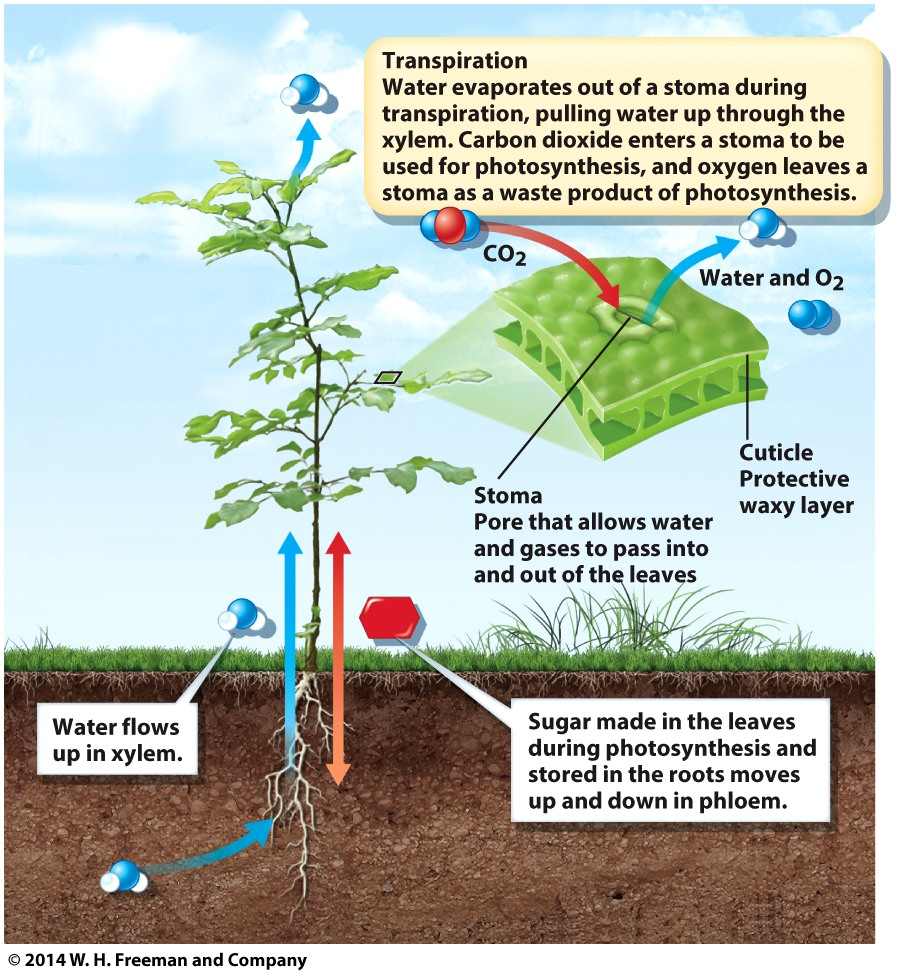 Transpiration
Water evaporates out of a stoma during
transpiration, pulling water up through the
xylem. Carbon dioxide enters a stoma to be
used for photosynthesis, and oxygen leaves a
stoma as a waste product of photosynthesis.
CO2
Water and O2
Cuticle
Protective
waxy layer
Stoma
Pore that allows water
and gases to pass into
and out of the leaves
Water flows
up in xylem.
Sugar made in the leaves
during photosynthesis and
stored in the roots moves
up and down in phloem.
© 2014 W. H. Freeman and Company